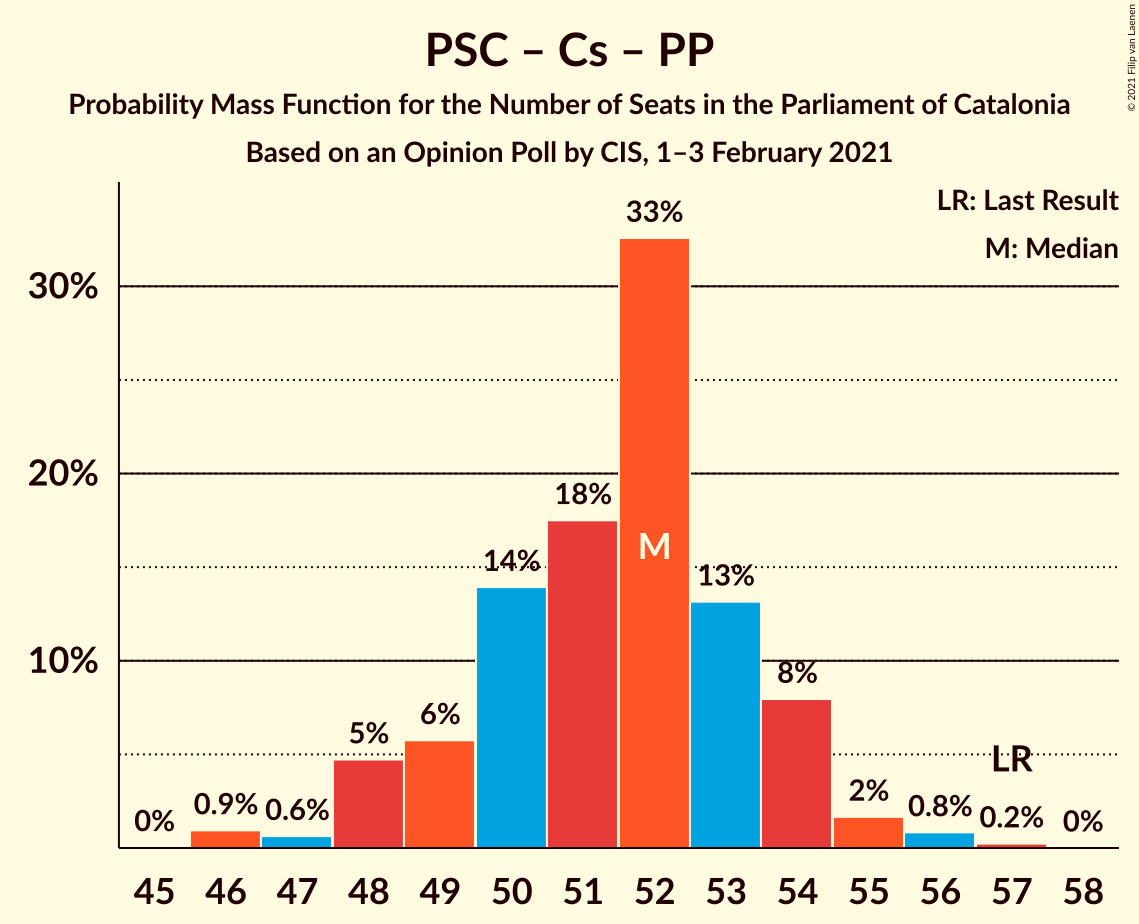 PSC – Cs – PP
Probability Mass Function for the Number of Seats in the Parliament of Catalonia
Based on an Opinion Poll by CIS, 1–3 February 2021
© 2021 Filip van Laenen
LR: Last Result
M: Median
33%
30%
20%
18%
M
14%
13%
10%
8%
6%
5%
LR
2%
0%
0.9%
0.6%
0.8%
0.2%
0%
45 46 47 48 49 50 51 52 53 54 55 56 57 58